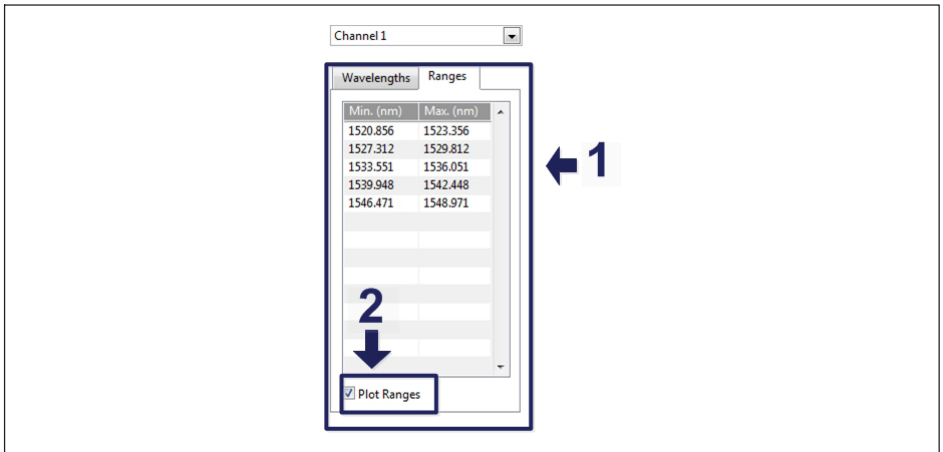 Channel 1
Wavelengths Ranges
Min. (nm) Max. (nm)
1520.856 1523.356
1527.312 1529.812
1533.551 1536.051
1539.948 1542.448
1546.471 1548.971
1
2
Plot Ranges